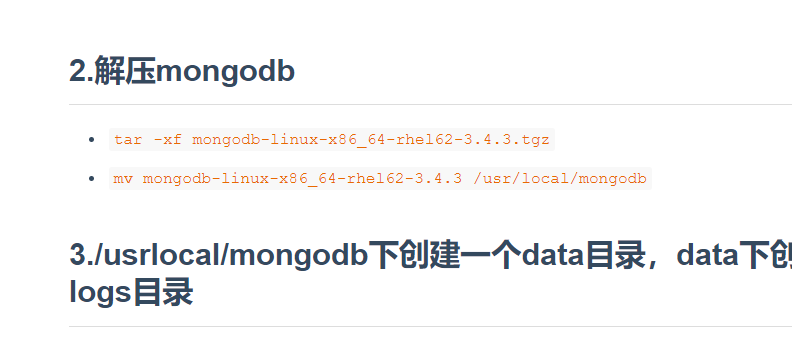 2.解压mongodb
tar -xf mongodb-linux-x86_64-rhel62-3.4.3.tgz
mv mongodb-linux-x86_64-rhel62-3.4.3 /usr/local/mongodb
3./usrlocal/mongodb下创建一个data目录，data下创
logs目录